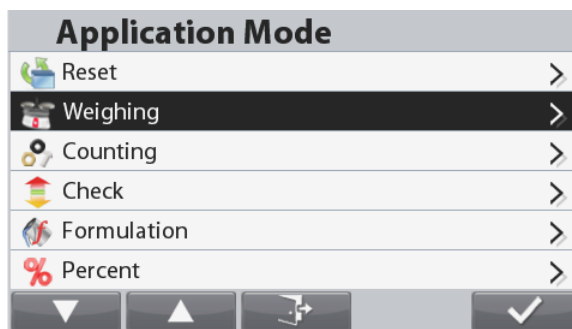 Application Mode
Reset
Weighing
Counting
Check
Formulation
Percent